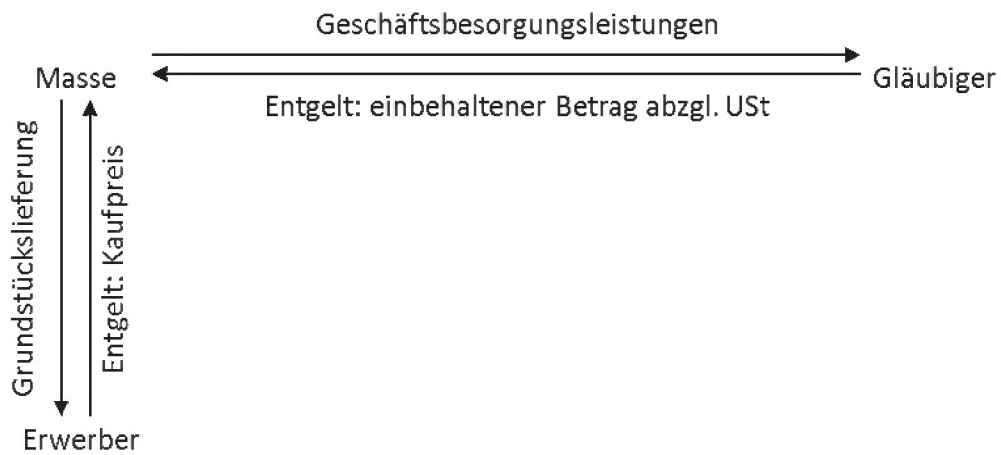 Geschäftsbesorgungsleistungen
Masse
Gläubiger
Entgelt: einbehaltener Betrag abzgl. USt
Grundstückslieferung
Entgelt: Kaufpreis
Erwerber